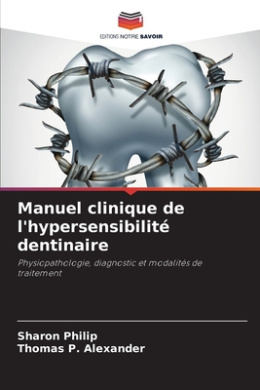 EDITIONS NOTRE SAVOIR
Manuel clinique de
l'hypersensibilité
dentinaire
Physiopathologie, diagnostic et modalités de
traitement
Sharon Philip
Thomas P. Alexander